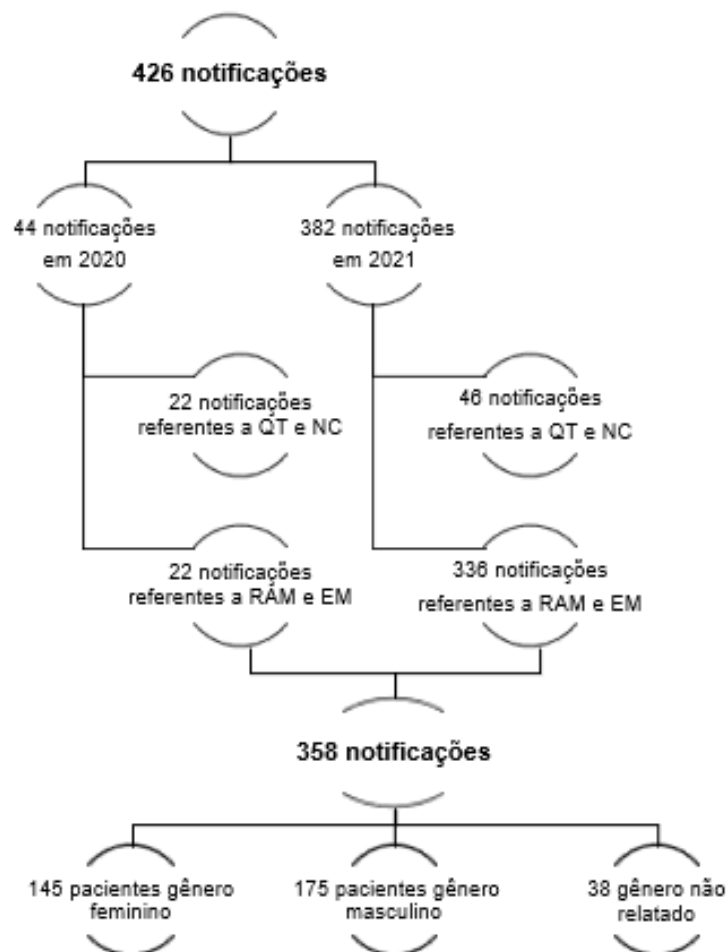 426 notificações
44 notificações
em 2020
382 notificações
em 2021
22 notificações
referentes a QT e NC
46 notificações
referentes a QT e NC
22 notificações
referentes a RAM e EM
336 notificações
referentes a RAM e EM
358 notificações
145 pacientes gênero
feminino
175 pacientes gênero
masculino
38 gênero não
relatado